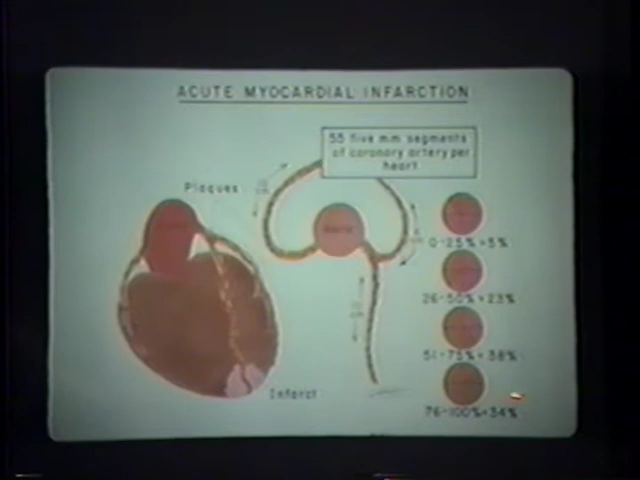 ACUTE MYOCARDIAL INFARCTION
55 five mm segments
of coronary artery per
heart
Plaques
Aorta
0-25% = 5%
26-50% = 23%
51-75% = 38%
76-100% = 34%
Infarct